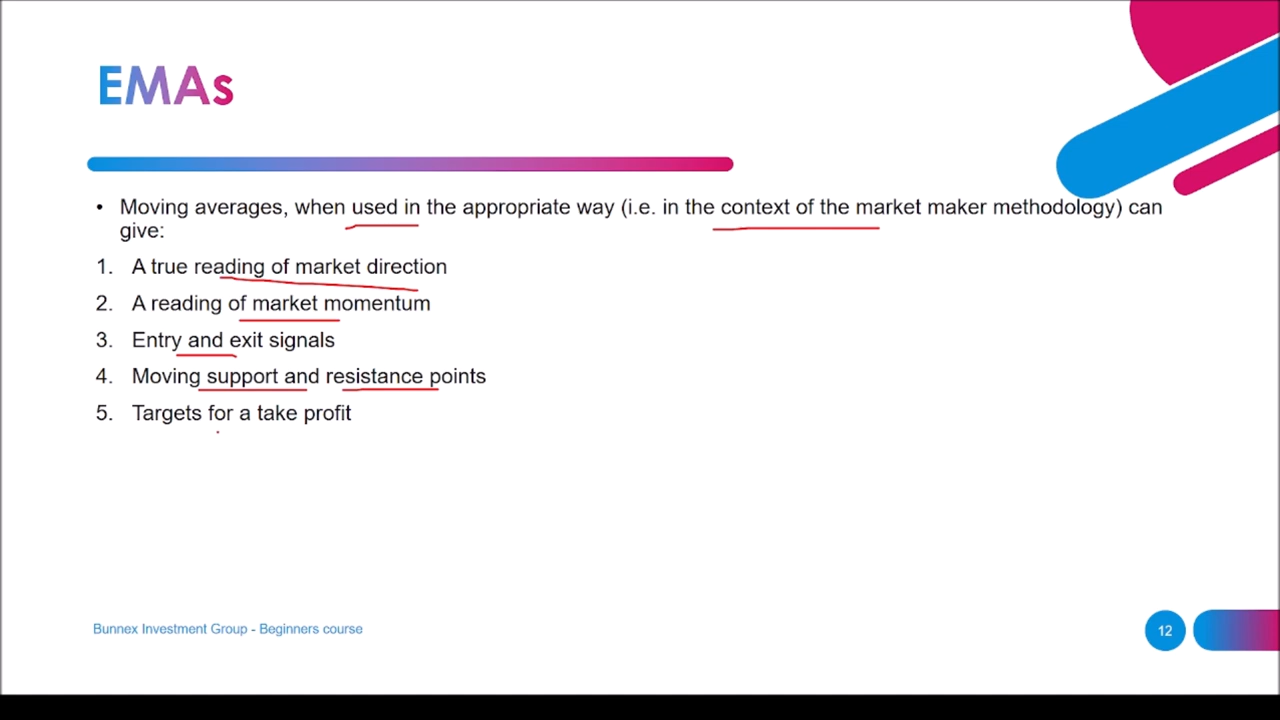 EMAs
• Moving averages, when used in the appropriate way (i.e. in the context of the market maker methodology) can
give:
1. A true reading of market direction
2. A reading of market momentum
3. Entry and exit signals
4. Moving support and resistance points
5. Targets for a take profit
Bunnex Investment Group - Beginners course
12